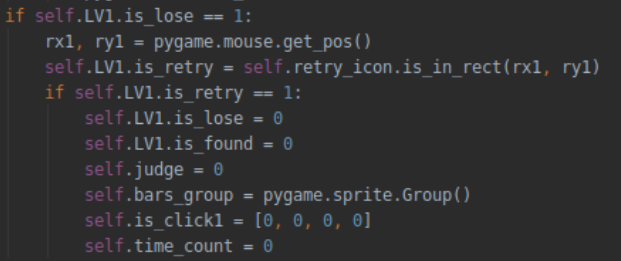 if self.LV1.is_lose == 1:
    rx1, ry1 = pygame.mouse.get_pos()
    self.LV1.is_retry = self.retry_icon.is_in_rect(rx1, ry1)
    if self.LV1.is_retry == 1:
        self.LV1.is_lose = 0
        self.LV1.is_found = 0
        self.judge = 0
        self.bars_group = pygame.sprite.Group()
        self.is_click1 = [0, 0, 0, 0]
        self.time_count = 0